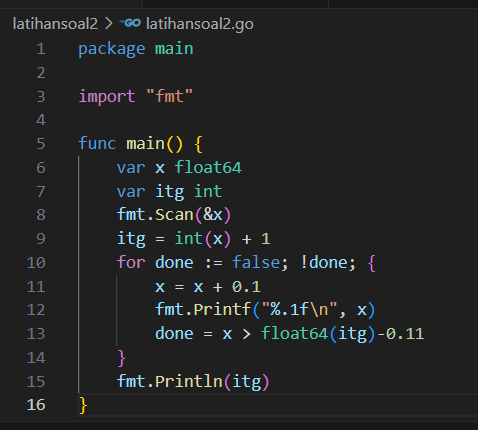 latihansoal2 > GO latihansoal2.go
1 package main
2
3 import "fmt"
4
5 func main() {
6     var x float64
7     var itg int
8     fmt.Scan(&x)
9     itg = int(x) + 1
10     for done := false; !done; {
11         x = x + 0.1
12         fmt.Printf("%.1f\n", x)
13         done = x > float64(itg)-0.11
14     }
15     fmt.Println(itg)
16 }